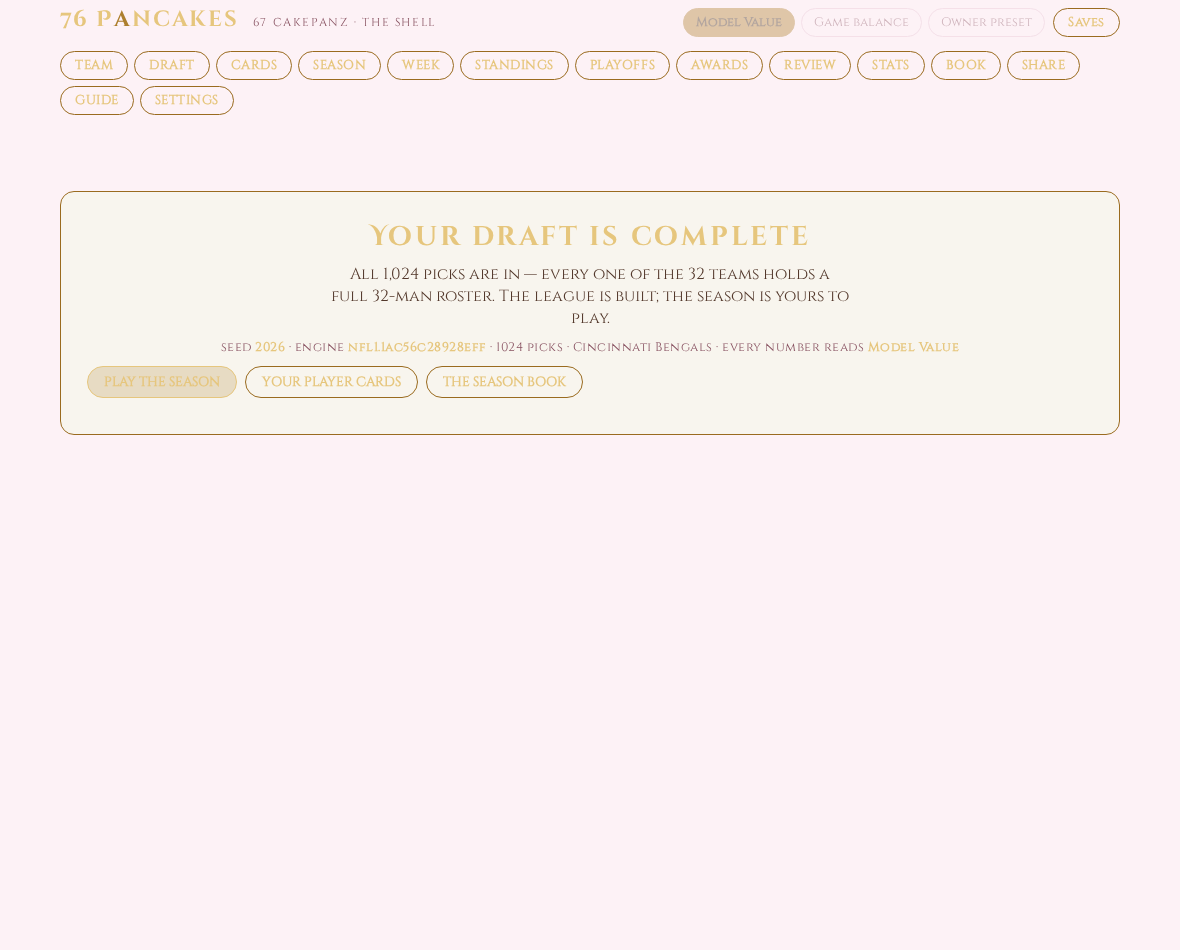 76 Pancakes 67 cakepanz · the shell Model Value Game balance Owner preset Saves
Team Draft Cards Season Week Standings Playoffs Awards Review Stats Book Share
Guide Settings
Your draft is complete
All 1,024 picks are in — every one of the 32 teams holds a
full 32-man roster. The league is built; the season is yours to
play.
seed 2026 · engine nfl1.1ac56c28928eff · 1024 picks · Cincinnati Bengals · every number reads Model Value
Play the season Your player cards The Season Book